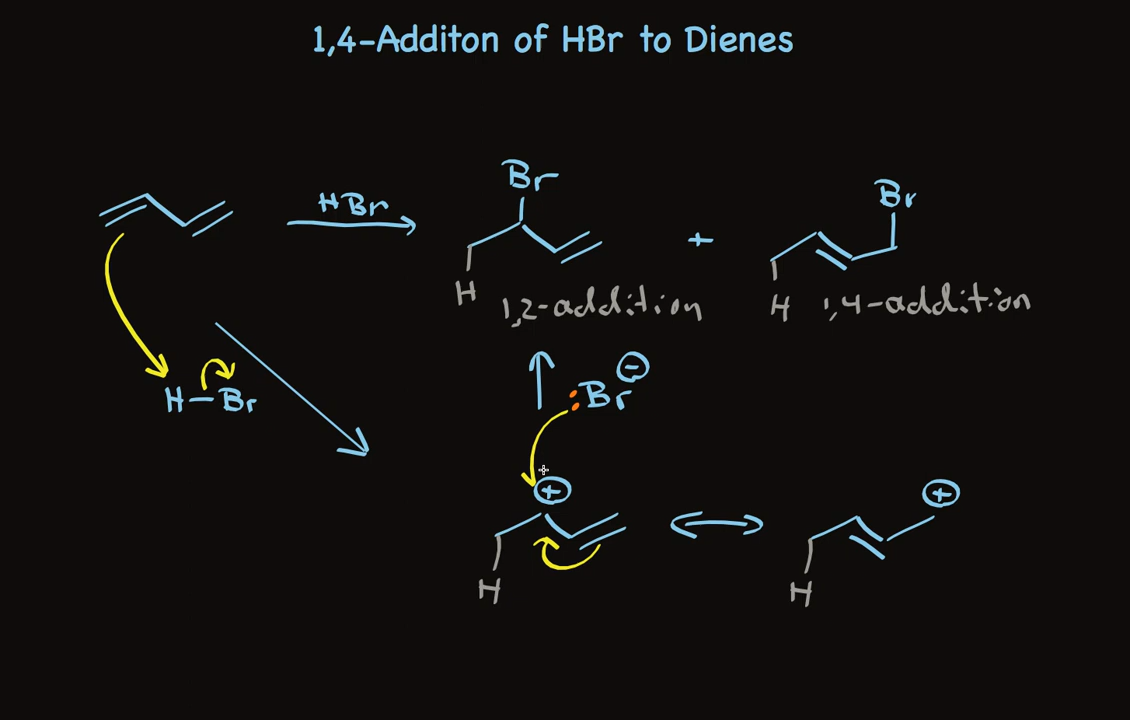 1,4-Additon of HBr to Dienes
HBr
Br
Br
+
H
1,2-addition
H
1,4-addition
H-Br
:Br -
+
+
H
H